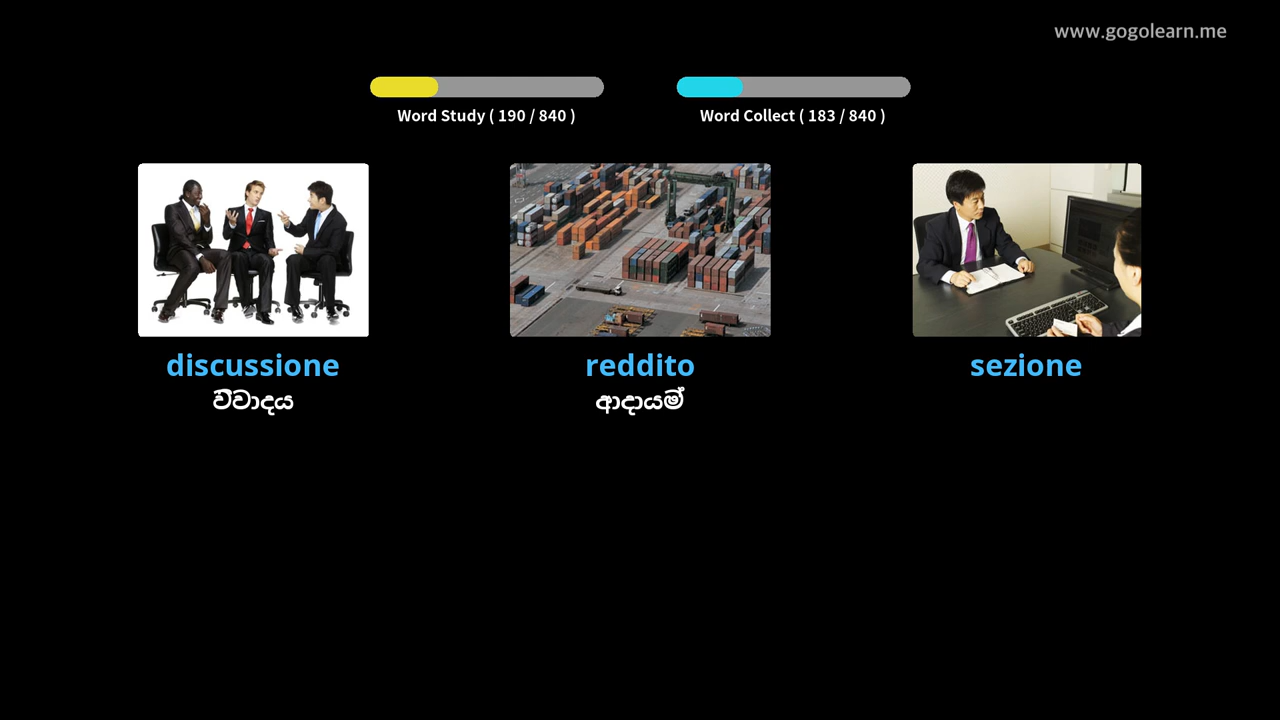 www.gogolearn.me
Word Study ( 190 / 840 )
Word Collect ( 183 / 840 )
discussione
විවාදය
reddito
ආදායම්
sezione